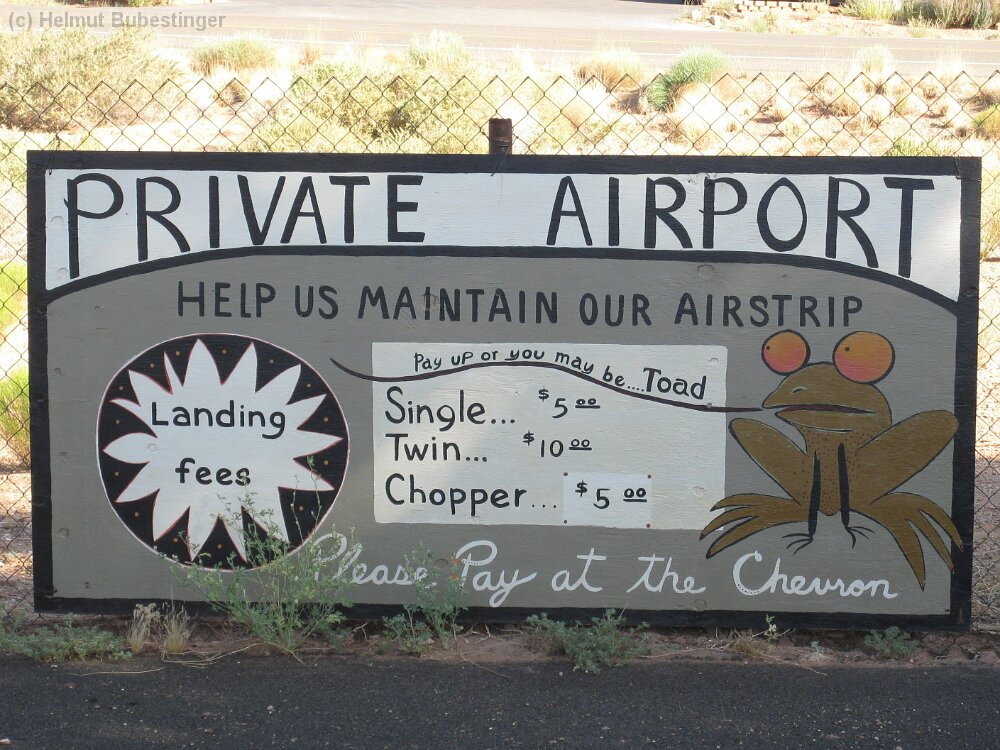 (c) Helmut Bubestinger
PRIVATE AIRPORT
HELP US MAINTAIN OUR AIRSTRIP
Landing
fees
Pay up or you may be....Toad
Single... $5 00
Twin... $10 00
Chopper... $5 00
Please Pay at the Chevron